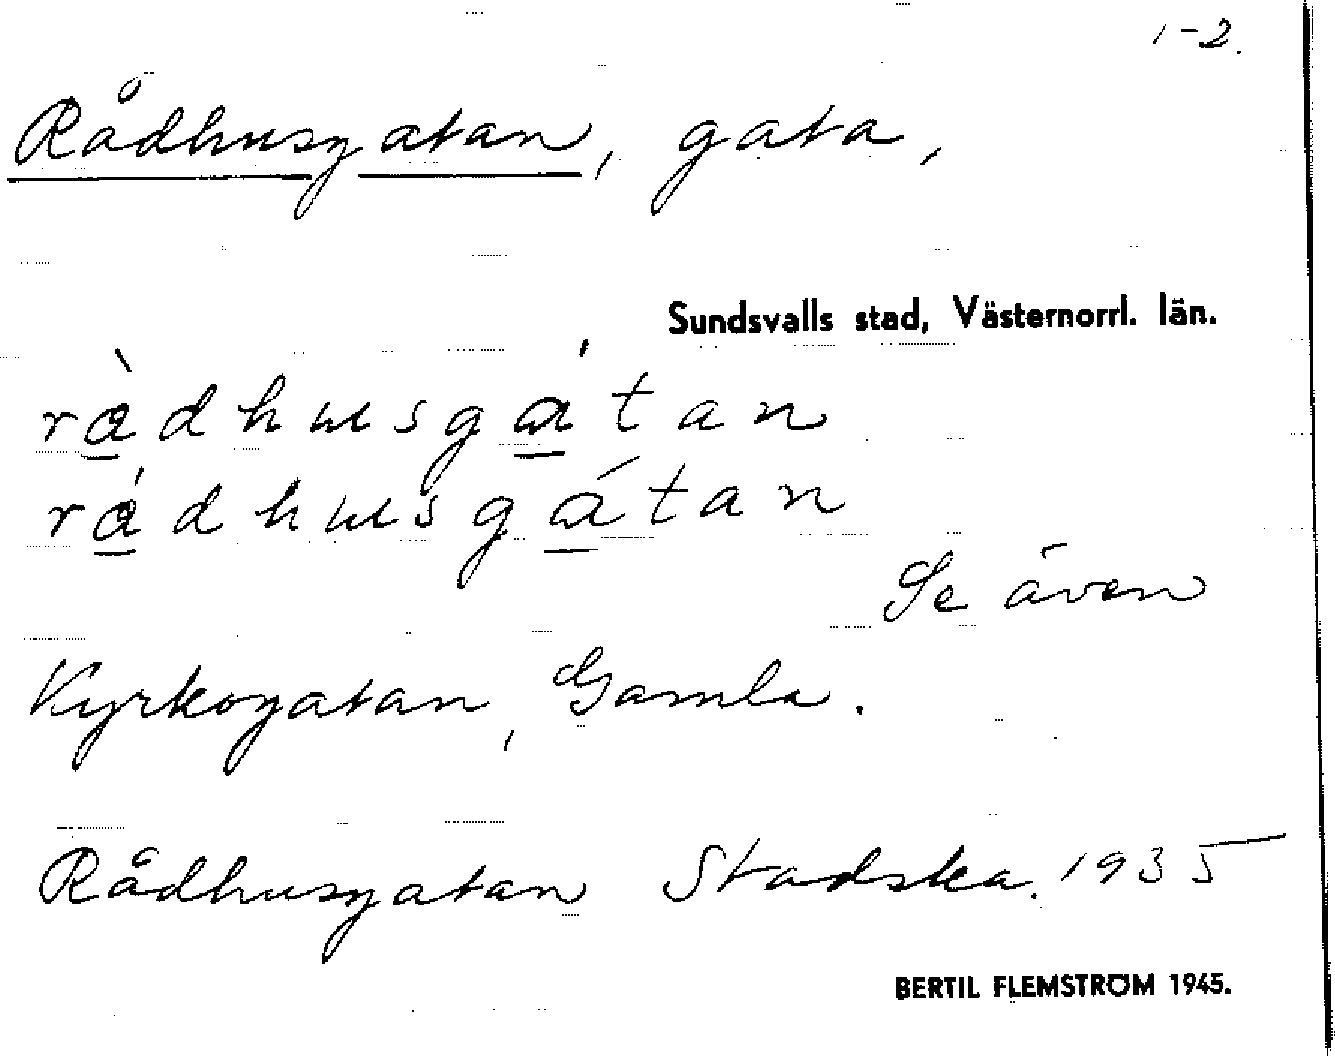 1-2.
Rådhusgatan, gata,
Sundsvalls stad, Västernorrl. län.
rådhusgátan
rådhusgátan
Se även
Kyrkogatan, Gamla.
Rådhusgatan Stadska. 1935
BERTIL FLEMSTRÖM 1945.